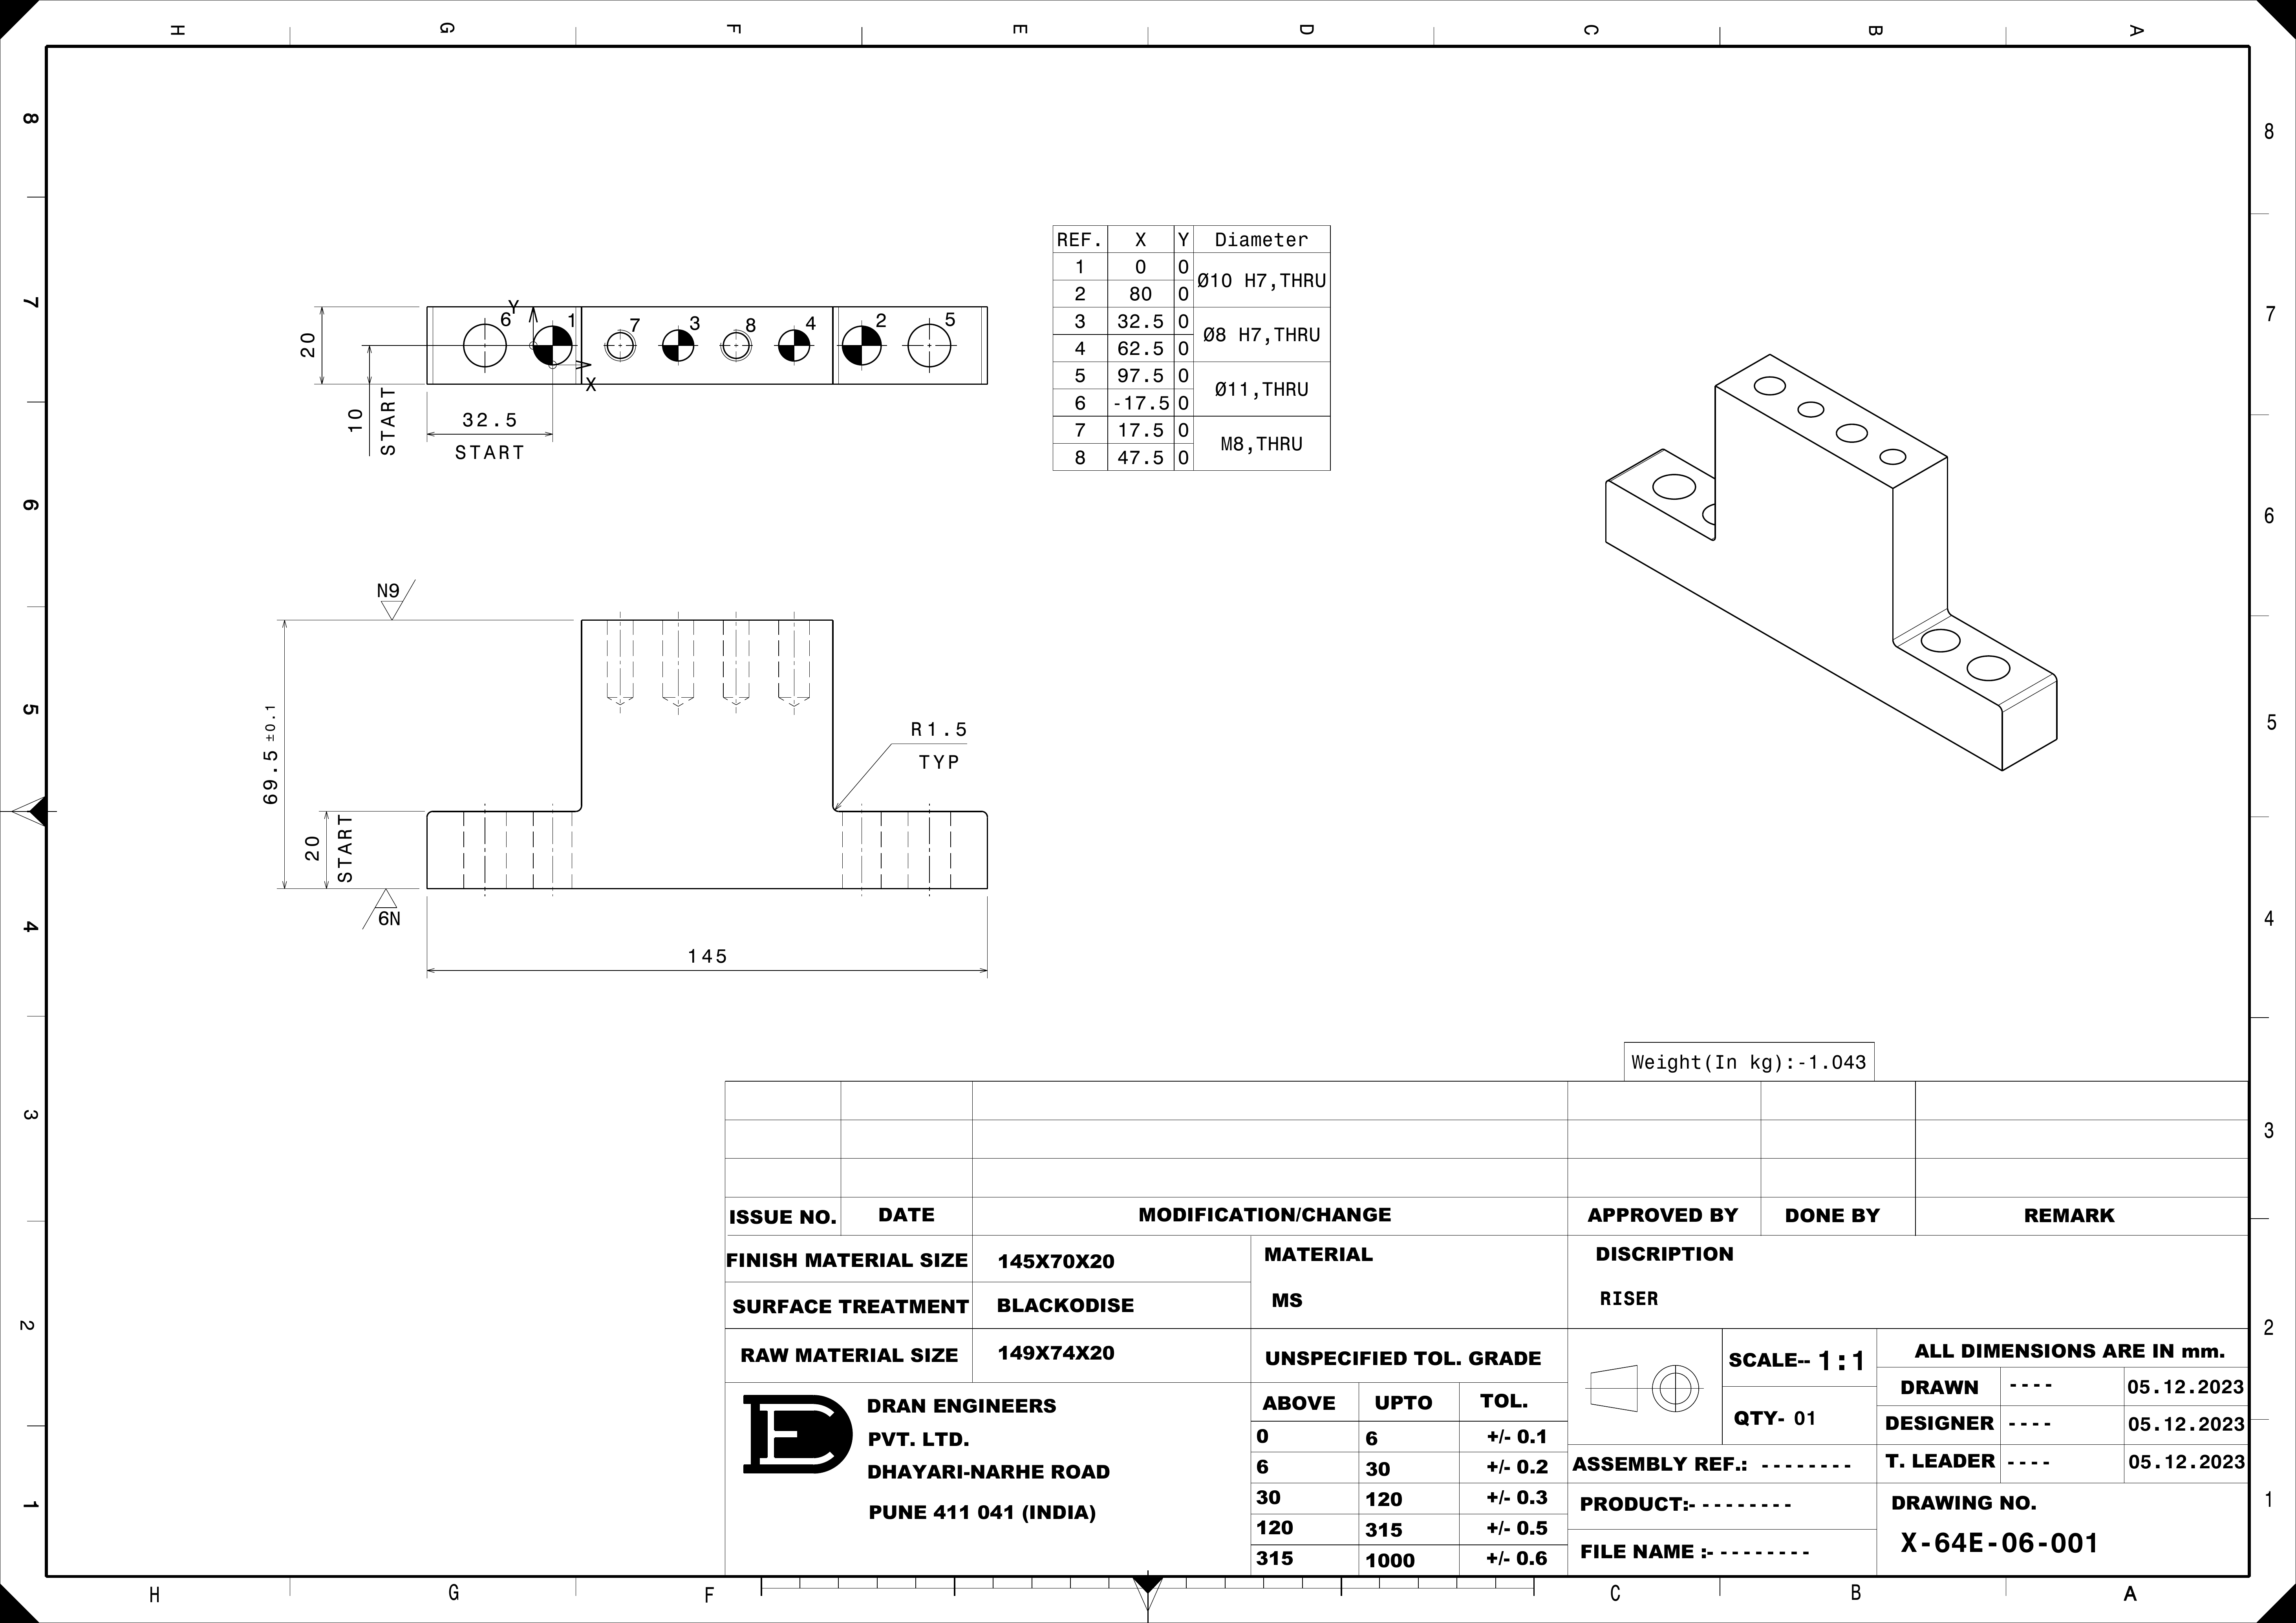 H G F E D C B A
8
8
7
7
6
6
5
5
4
4
3
3
2
2
1
1
REF. X Y Diameter
1 0 0 Ø10 H7,THRU
2 80 0
3 32.5 0 Ø8 H7,THRU
4 62.5 0
5 97.5 0 Ø11,THRU
6 -17.5 0
7 17.5 0 M8,THRU
8 47.5 0
Y
6 1 7 3 8 4 2 5
X
20
10
START
32.5
START
N9
69.5 ±0.1
20
START
R1.5
TYP
6N
145
Weight(In kg):-1.043
ISSUE NO. DATE MODIFICATION/CHANGE APPROVED BY DONE BY REMARK
FINISH MATERIAL SIZE 145X70X20 MATERIAL DISCRIPTION
SURFACE TREATMENT BLACKODISE MS RISER
RAW MATERIAL SIZE 149X74X20 UNSPECIFIED TOL. GRADE SCALE-- 1:1 ALL DIMENSIONS ARE IN mm.
DRAN ENGINEERS
PVT. LTD.
DHAYARI-NARHE ROAD
PUNE 411 041 (INDIA)
ABOVE UPTO TOL.
0 6 +/- 0.1
6 30 +/- 0.2
30 120 +/- 0.3
120 315 +/- 0.5
315 1000 +/- 0.6
QTY- 01
DRAWN ---- 05.12.2023
DESIGNER ---- 05.12.2023
T. LEADER ---- 05.12.2023
ASSEMBLY REF.: --------
PRODUCT:- --------
FILE NAME :- --------
DRAWING NO.
X-64E-06-001
H G F C B A